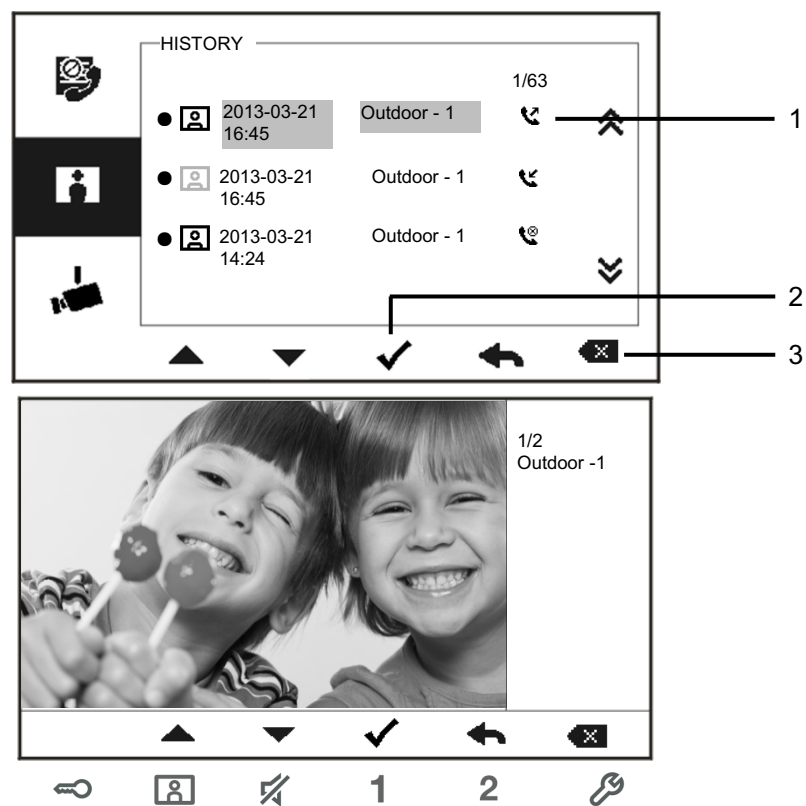 HISTORY
1/63
2013-03-21 Outdoor - 1
16:45
1
2013-03-21 Outdoor - 1
16:45
2013-03-21 Outdoor - 1
14:24
2
3
1/2
Outdoor -1
1 2